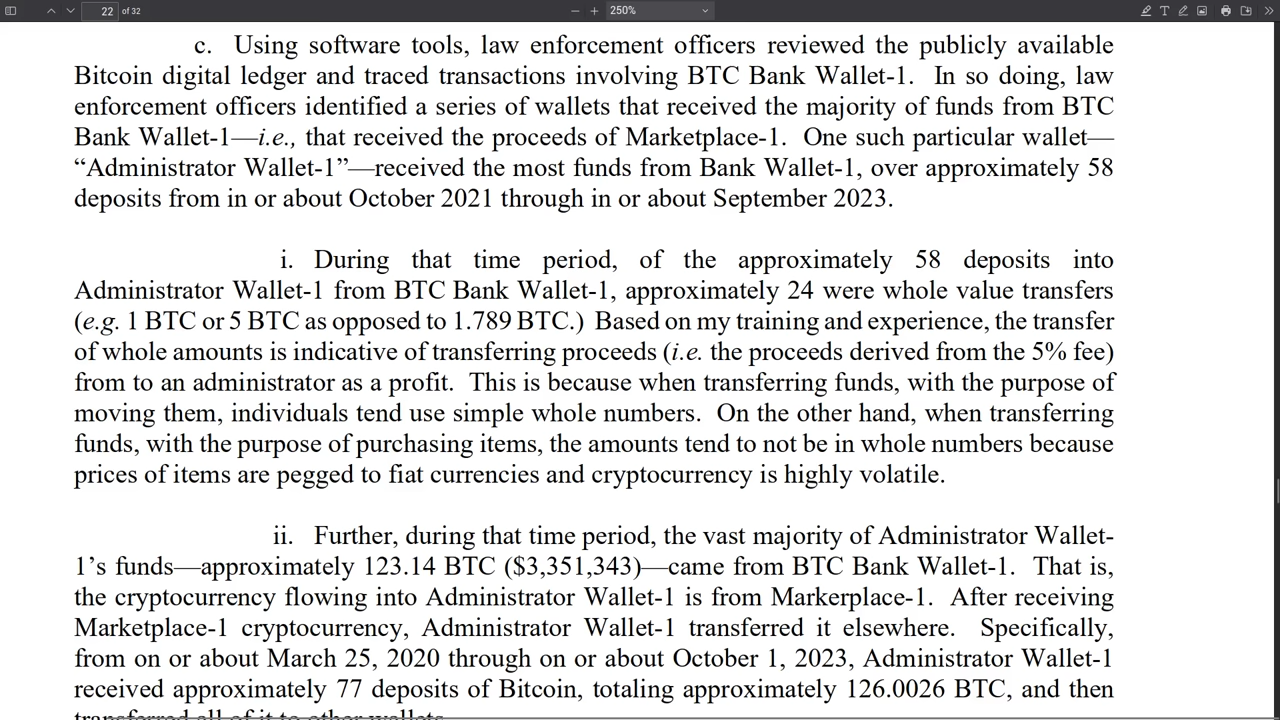 22 of 32
250%
c. Using software tools, law enforcement officers reviewed the publicly available
Bitcoin digital ledger and traced transactions involving BTC Bank Wallet-1. In so doing, law
enforcement officers identified a series of wallets that received the majority of funds from BTC
Bank Wallet-1—i.e., that received the proceeds of Marketplace-1. One such particular wallet—
“Administrator Wallet-1”—received the most funds from Bank Wallet-1, over approximately 58
deposits from in or about October 2021 through in or about September 2023.
i. During that time period, of the approximately 58 deposits into
Administrator Wallet-1 from BTC Bank Wallet-1, approximately 24 were whole value transfers
(e.g. 1 BTC or 5 BTC as opposed to 1.789 BTC.) Based on my training and experience, the transfer
of whole amounts is indicative of transferring proceeds (i.e. the proceeds derived from the 5% fee)
from to an administrator as a profit. This is because when transferring funds, with the purpose of
moving them, individuals tend use simple whole numbers. On the other hand, when transferring
funds, with the purpose of purchasing items, the amounts tend to not be in whole numbers because
prices of items are pegged to fiat currencies and cryptocurrency is highly volatile.
ii. Further, during that time period, the vast majority of Administrator Wallet-
1’s funds—approximately 123.14 BTC ($3,351,343)—came from BTC Bank Wallet-1. That is,
the cryptocurrency flowing into Administrator Wallet-1 is from Markerplace-1. After receiving
Marketplace-1 cryptocurrency, Administrator Wallet-1 transferred it elsewhere. Specifically,
from on or about March 25, 2020 through on or about October 1, 2023, Administrator Wallet-1
received approximately 77 deposits of Bitcoin, totaling approximately 126.0026 BTC, and then
transferred all of it to other wallets.